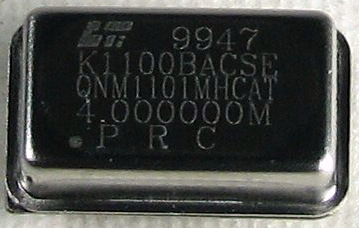 9947
K1100BACSE
QNM1101MHCAT
4.000000M
P R C